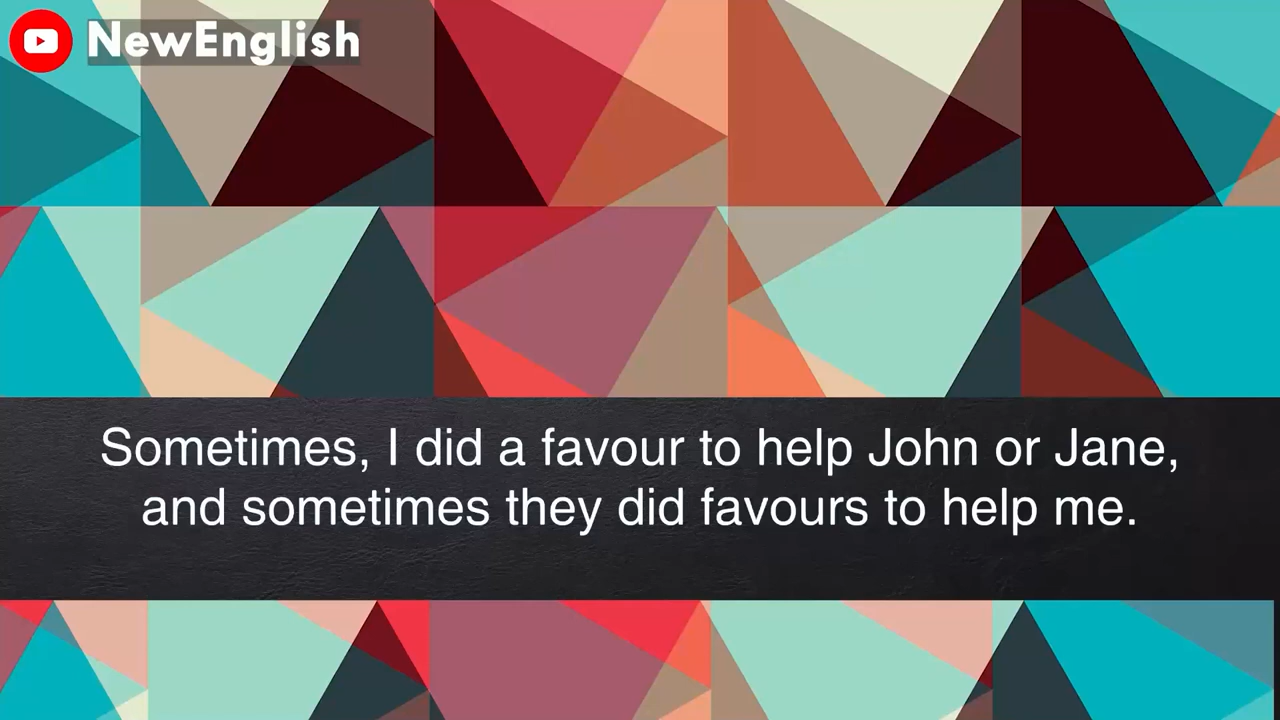 NewEnglish
Sometimes, I did a favour to help John or Jane,
and sometimes they did favours to help me.